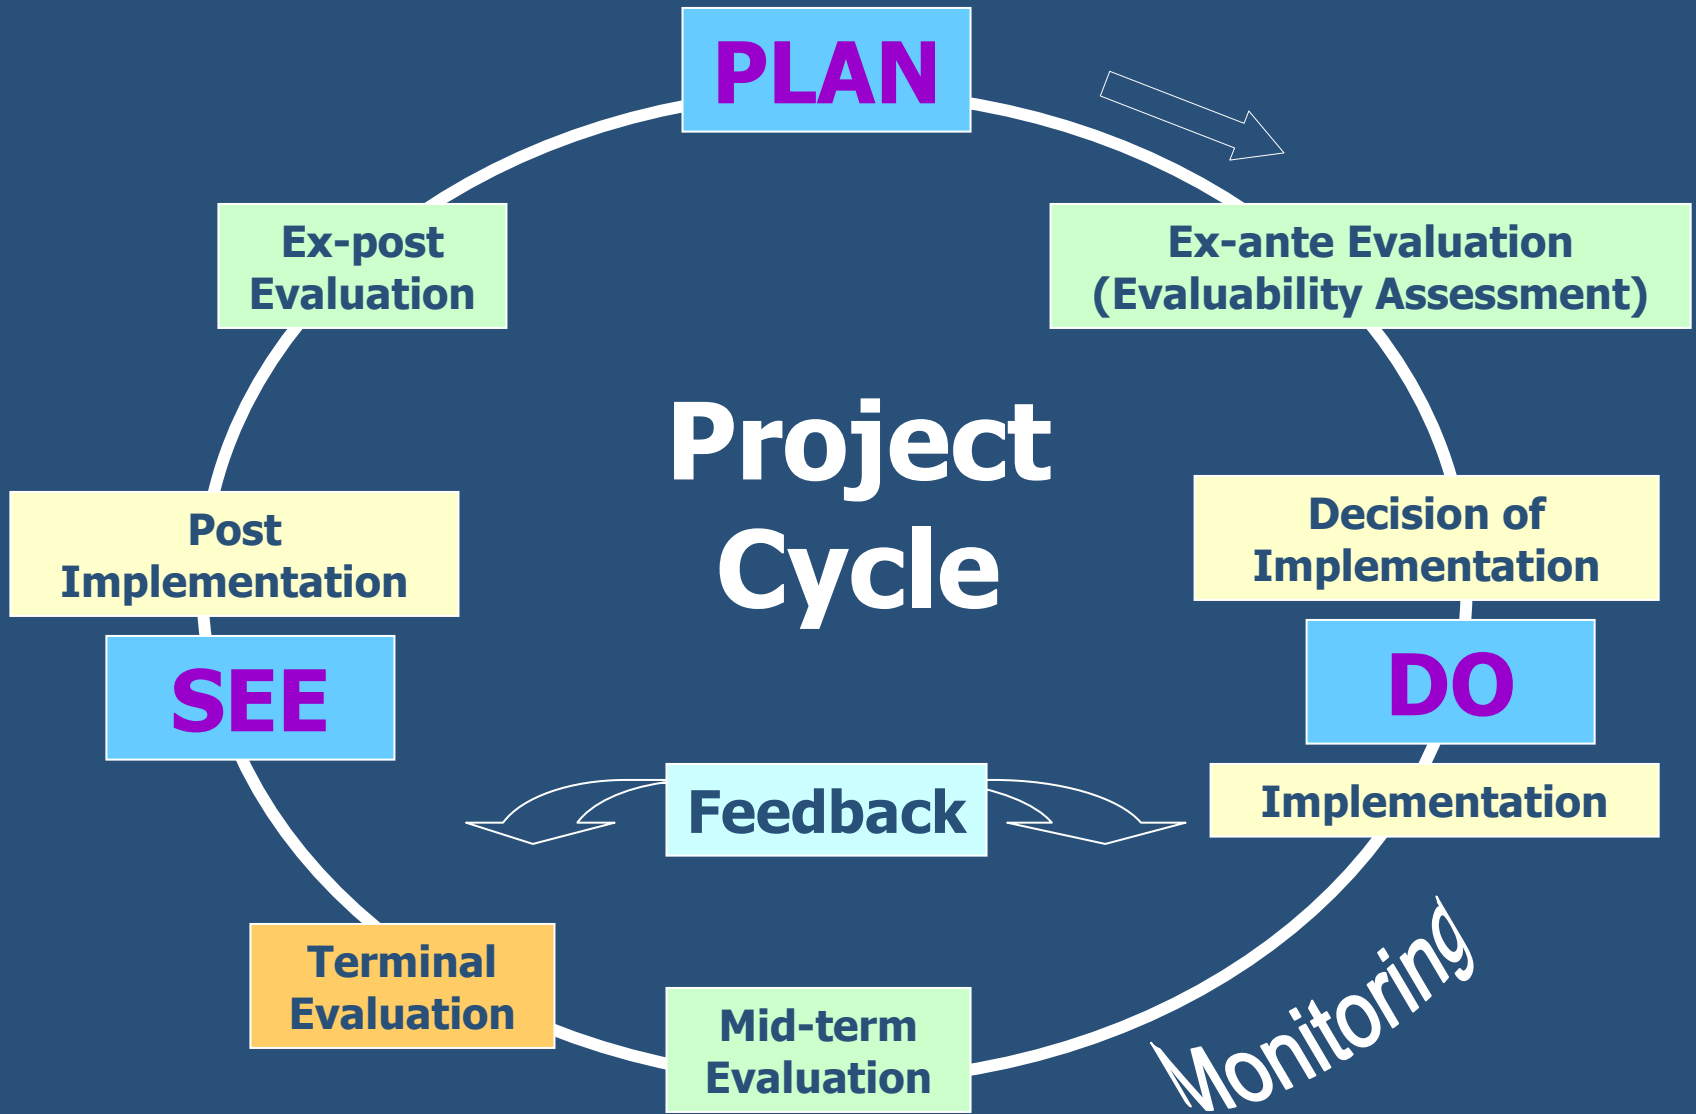 PLAN
Ex-post
Evaluation
Ex-ante Evaluation
(Evaluability Assessment)
Project
Cycle
Post
Implementation
Decision of
Implementation
SEE
DO
Feedback
Implementation
Terminal
Evaluation
Mid-term
Evaluation
Monitoring